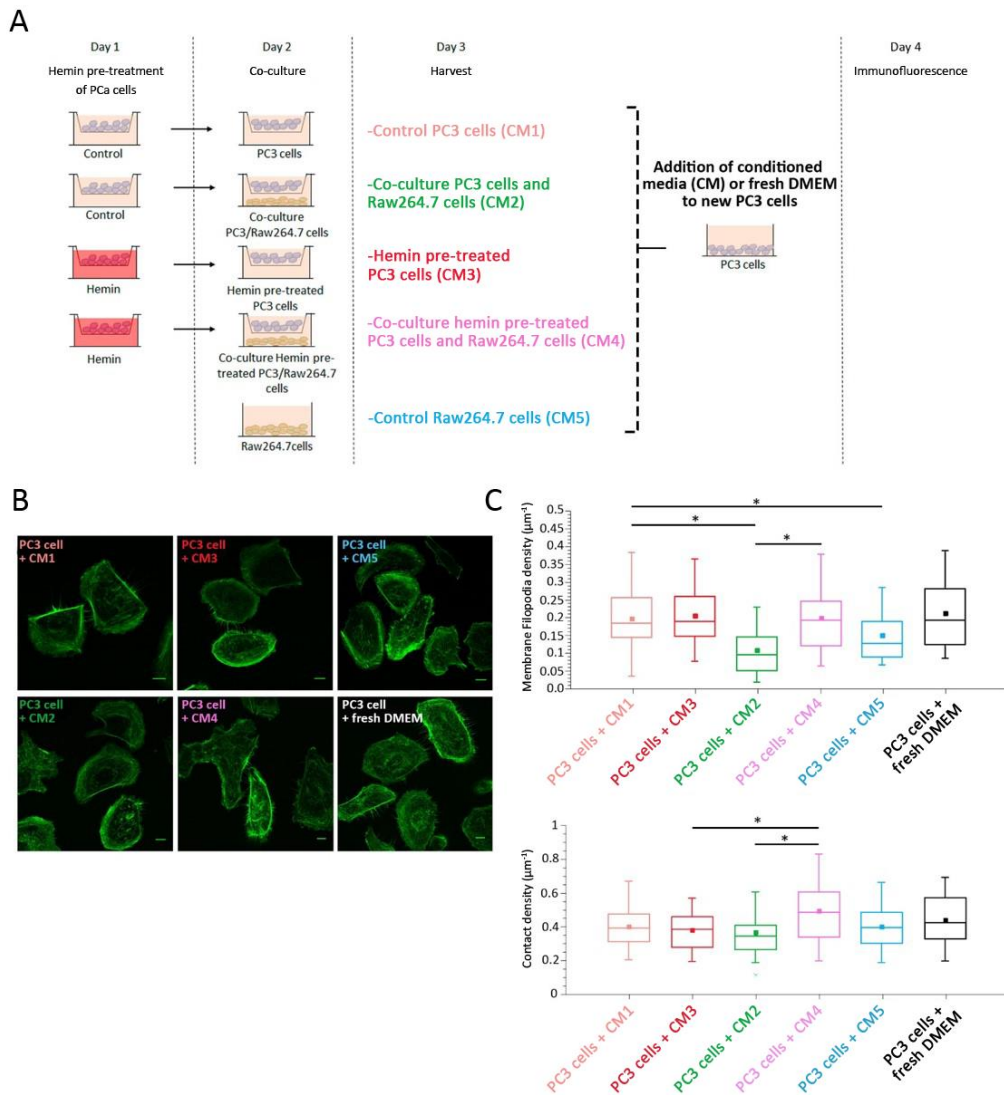 A
Day 1
Hemin pre-treatment
of PCa cells
Control
Control
Hemin
Hemin
Day 2
Co-culture
PC3 cells
Co-culture
PC3/Raw264.7 cells
Hemin pre-treated
PC3 cells
Co-culture Hemin pre-
treated PC3/Raw264.7
cells
Raw264.7cells
Day 3
Harvest
-Control PC3 cells (CM1)
-Co-culture PC3 cells and
Raw264.7 cells (CM2)
-Hemin pre-treated
PC3 cells (CM3)
-Co-culture hemin pre-treated
PC3 cells and Raw264.7 cells (CM4)
-Control Raw264.7 cells (CM5)
Addition of conditioned
media (CM) or fresh DMEM
to new PC3 cells
PC3 cells
Day 4
Immunofluorescence
B
PC3 cell
+ CM1
PC3 cell
+ CM3
PC3 cell
+ CM5
PC3 cell
+ CM2
PC3 cell
+ CM4
PC3 cell
+ fresh DMEM
C
Membrane Filopodia density (µm⁻¹)
0.5
0.45
0.4
0.35
0.3
0.25
0.2
0.15
0.1
0.05
0.0
*
*
*
PC3 cells + CM1
PC3 cells + CM3
PC3 cells + CM2
PC3 cells + CM4
PC3 cells + CM5
PC3 cells +
fresh DMEM
Contact density (µm⁻¹)
1
0.8
0.6
0.4
0.2
0
*
*
PC3 cells + CM1
PC3 cells + CM3
PC3 cells + CM2
PC3 cells + CM4
PC3 cells + CM5
PC3 cells +
fresh DMEM